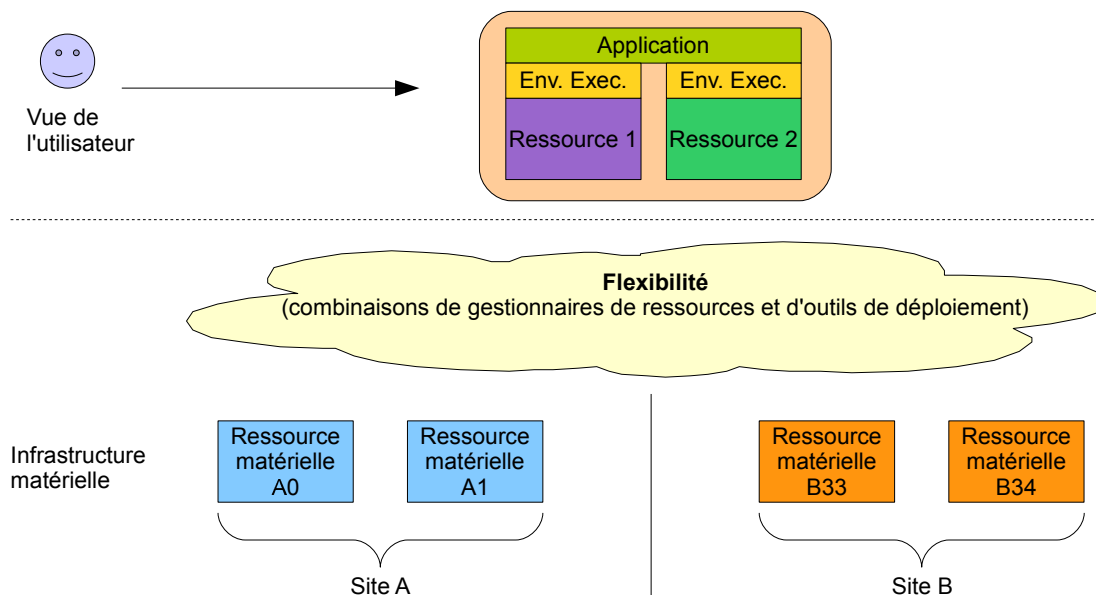 Application
Env. Exec.
Env. Exec.
Ressource 1
Ressource 2
Vue de
l'utilisateur
Flexibilité
(combinaisons de gestionnaires de ressources et d'outils de déploiement)
Infrastructure
matérielle
Ressource
matérielle
A0
Ressource
matérielle
A1
Ressource
matérielle
B33
Ressource
matérielle
B34
Site A
Site B